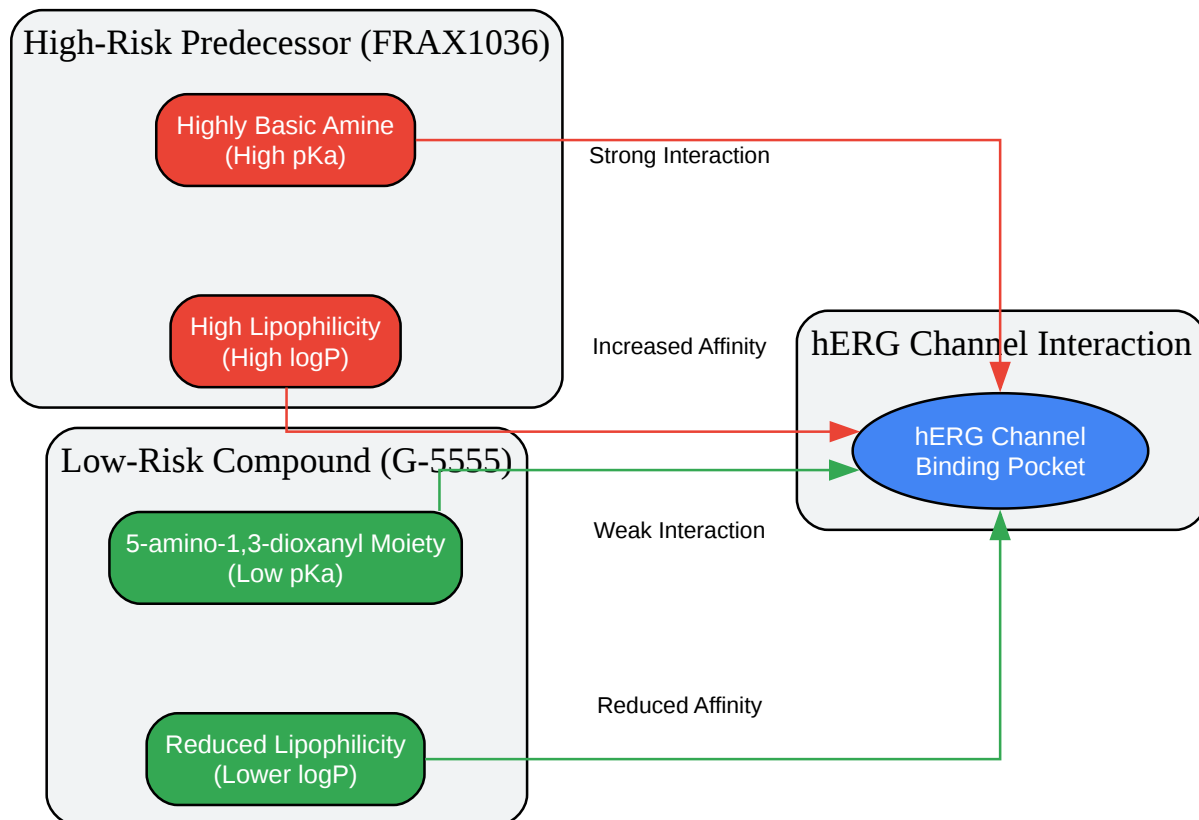 High-Risk Predecessor (FRAX1036)
Highly Basic Amine
(High pKa)
Strong Interaction
High Lipophilicity
(High logP)
Increased Affinity
hERG Channel Interaction
hERG Channel
Binding Pocket
Low-Risk Compound (G-5555)
5-amino-1,3-dioxanyl Moiety
(Low pKa)
Weak Interaction
Reduced Affinity
Reduced Lipophilicity
(Lower logP)